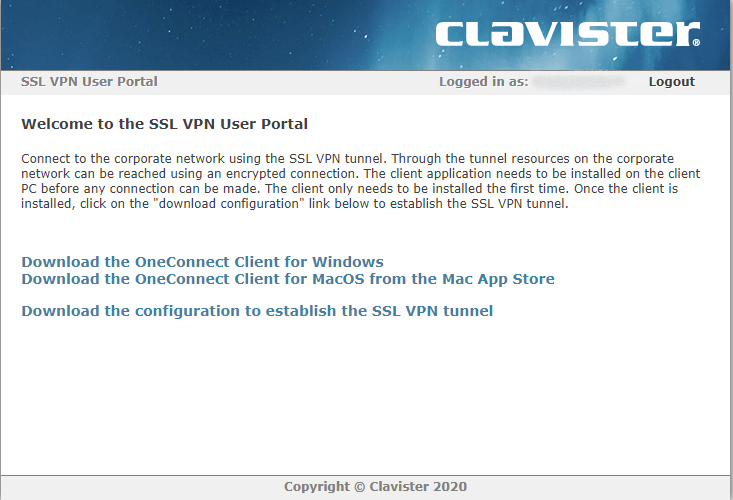 CLAVISTER®
SSL VPN User Portal
Logged in as:
Logout
Welcome to the SSL VPN User Portal
Connect to the corporate network using the SSL VPN tunnel. Through the tunnel resources on the corporate
network can be reached using an encrypted connection. The client application needs to be installed on the client
PC before any connection can be made. The client only needs to be installed the first time. Once the client is
installed, click on the "download configuration" link below to establish the SSL VPN tunnel.
Download the OneConnect Client for Windows
Download the OneConnect Client for MacOS from the Mac App Store
Download the configuration to establish the SSL VPN tunnel
Copyright © Clavister 2020